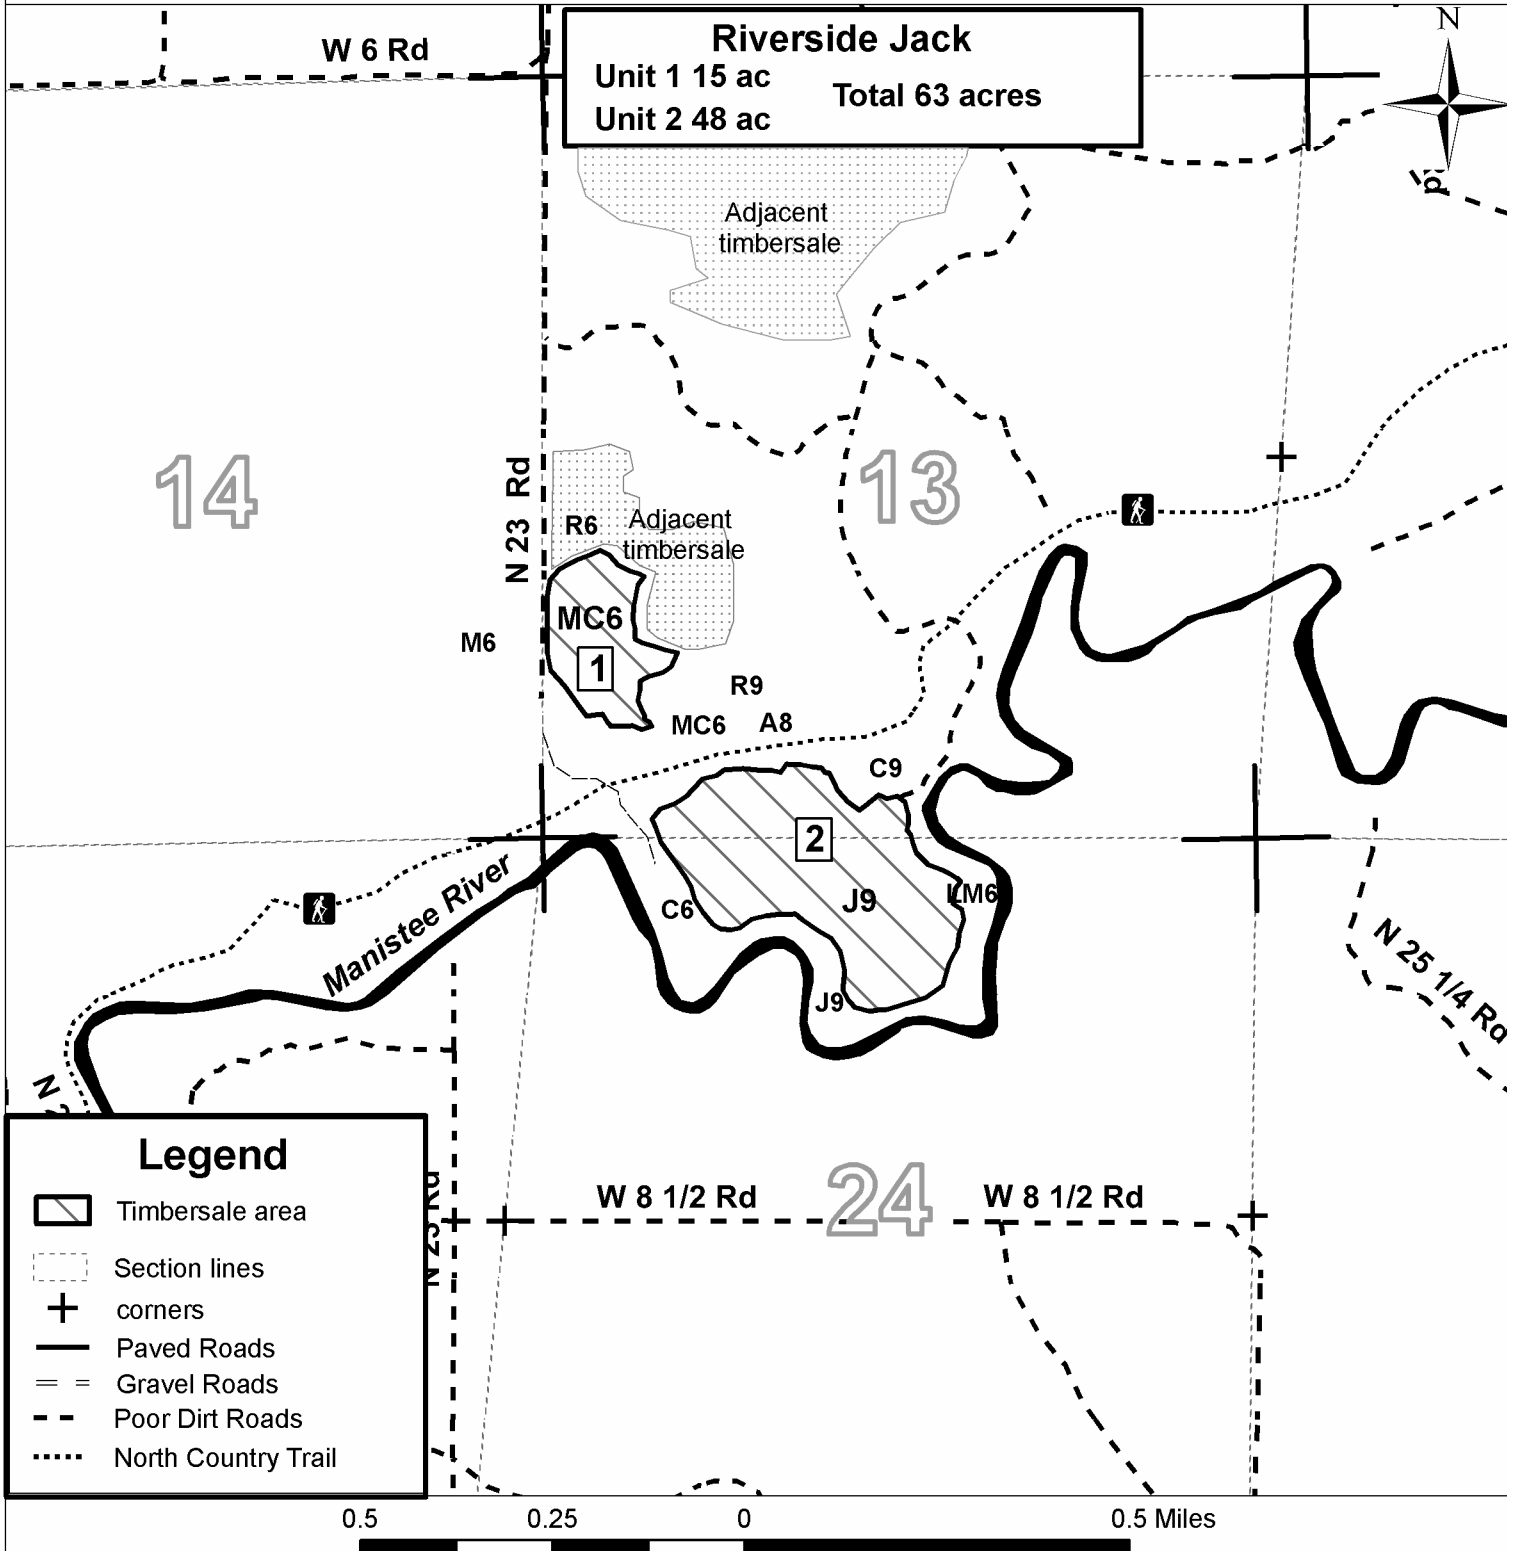 W 6 Rd
Riverside Jack
Unit 1 15 ac
Unit 2 48 ac
Total 63 acres
N
Adjacent
timbersale
14
N 23 Rd
13
R6
Adjacent
timbersale
MC6
M6
1
R9
MC6
A8
C9
2
Manistee River
C6
J9
LM6
J9
N 25 1/4 Rd
N 2
Legend
Timbersale area
Section lines
corners
Paved Roads
Gravel Roads
Poor Dirt Roads
North Country Trail
N 23 Rd
W 8 1/2 Rd
24
W 8 1/2 Rd
0.5
0.25
0
0.5 Miles